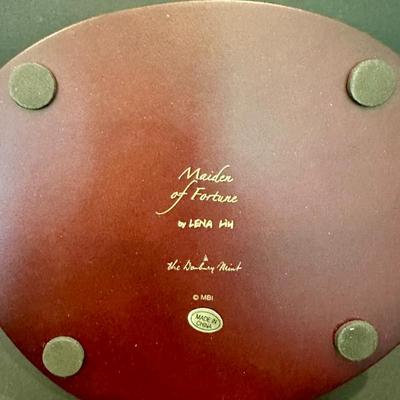 Maiden
of Fortune
by LENA LIU
the Danbury Mint
© MBI
MADE IN
CHINA